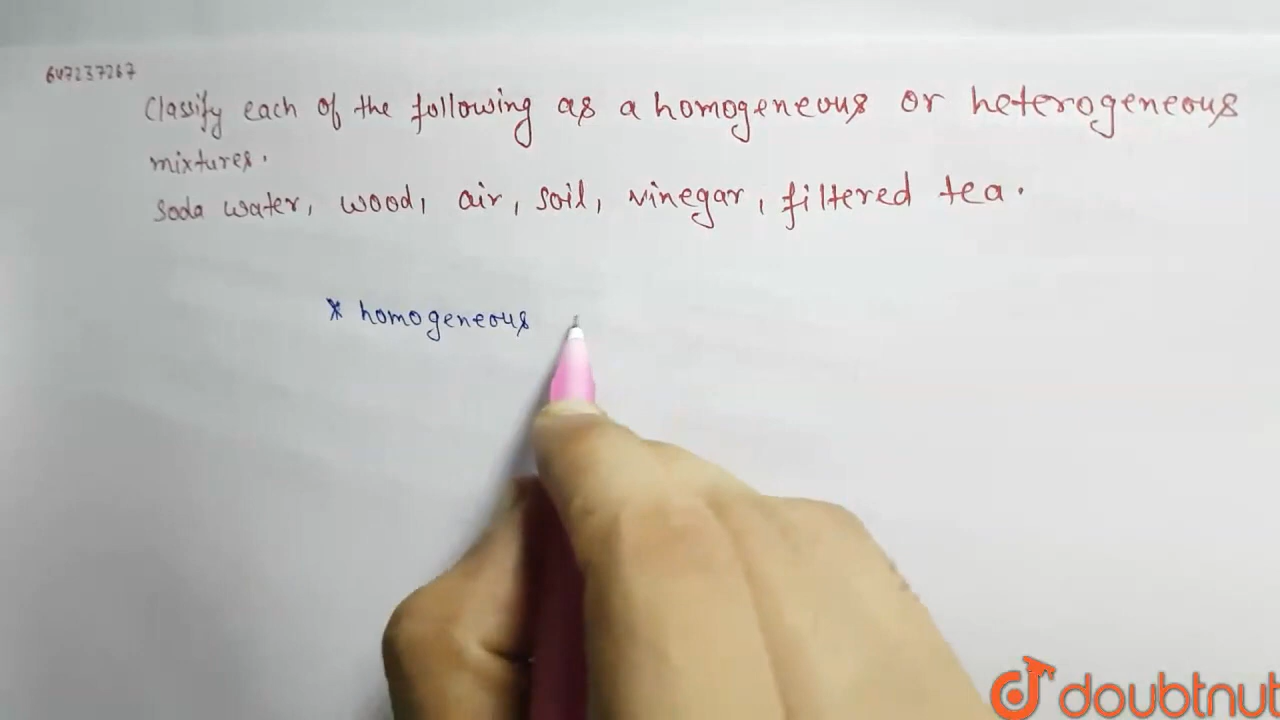 647237267
Classify each of the following as a homogeneous or heterogeneous
mixtures.
Soda water, wood, air, soil, vinegar, filtered tea.
* homogeneous
doubtnut